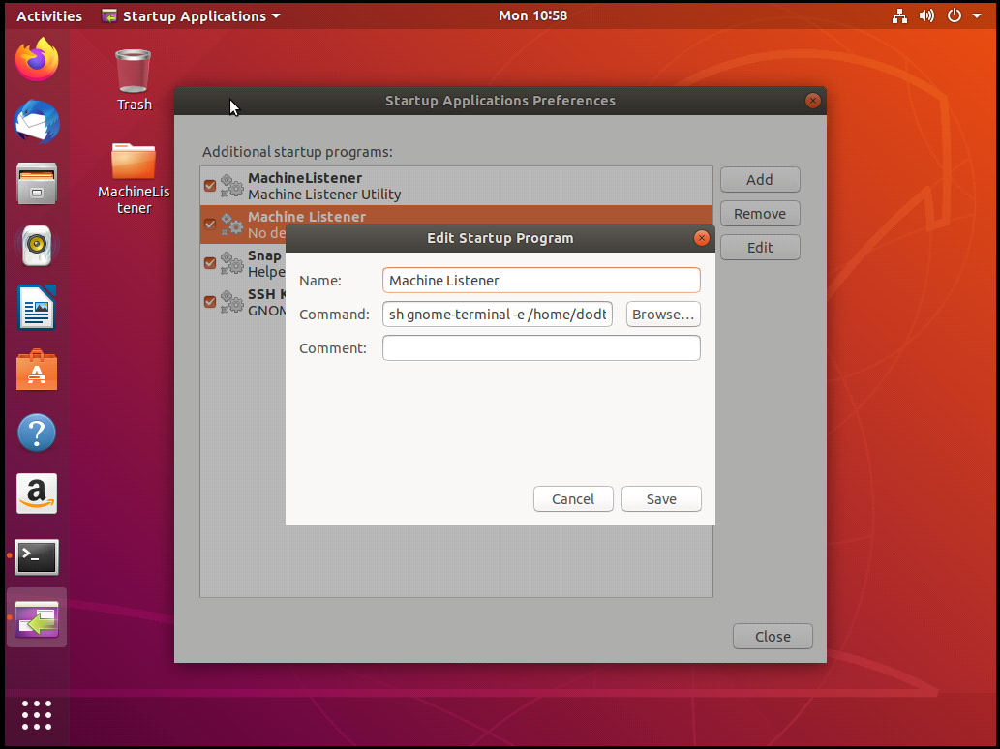 Activities
Startup Applications
Mon 10:58
Trash
MachineLis
tener
Startup Applications Preferences
Additional startup programs:
MachineListener
Machine Listener Utility
Machine Listener
No de
Snap
Helpe
SSH K
GNOM
Add
Remove
Edit
Edit Startup Program
Name:
Machine Listener
Command:
sh gnome-terminal -e /home/dodt
Browse...
Comment:
Cancel
Save
Close